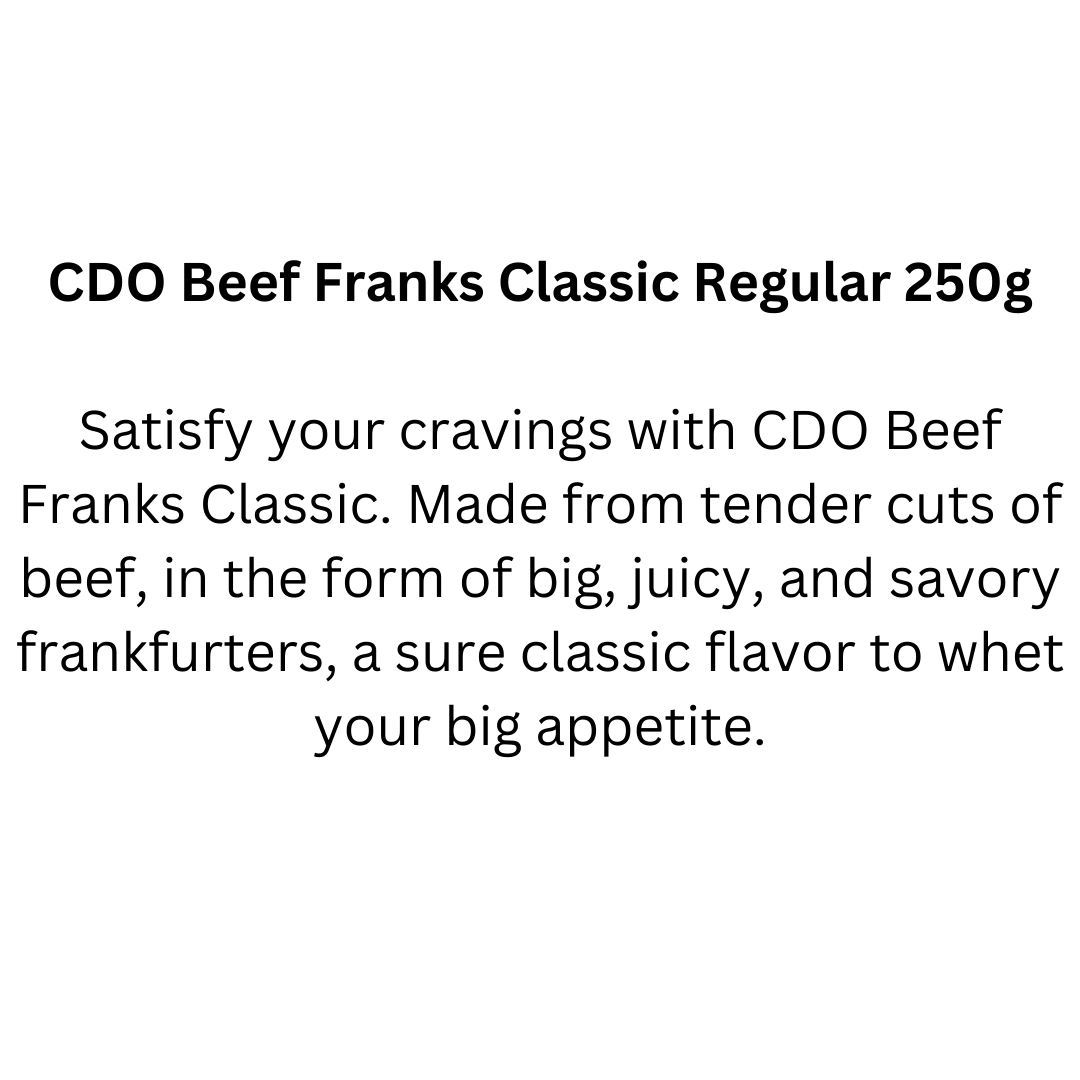 CDO Beef Franks Classic Regular 250g
Satisfy your cravings with CDO Beef
Franks Classic. Made from tender cuts of
beef, in the form of big, juicy, and savory
frankfurters, a sure classic flavor to whet
your big appetite.